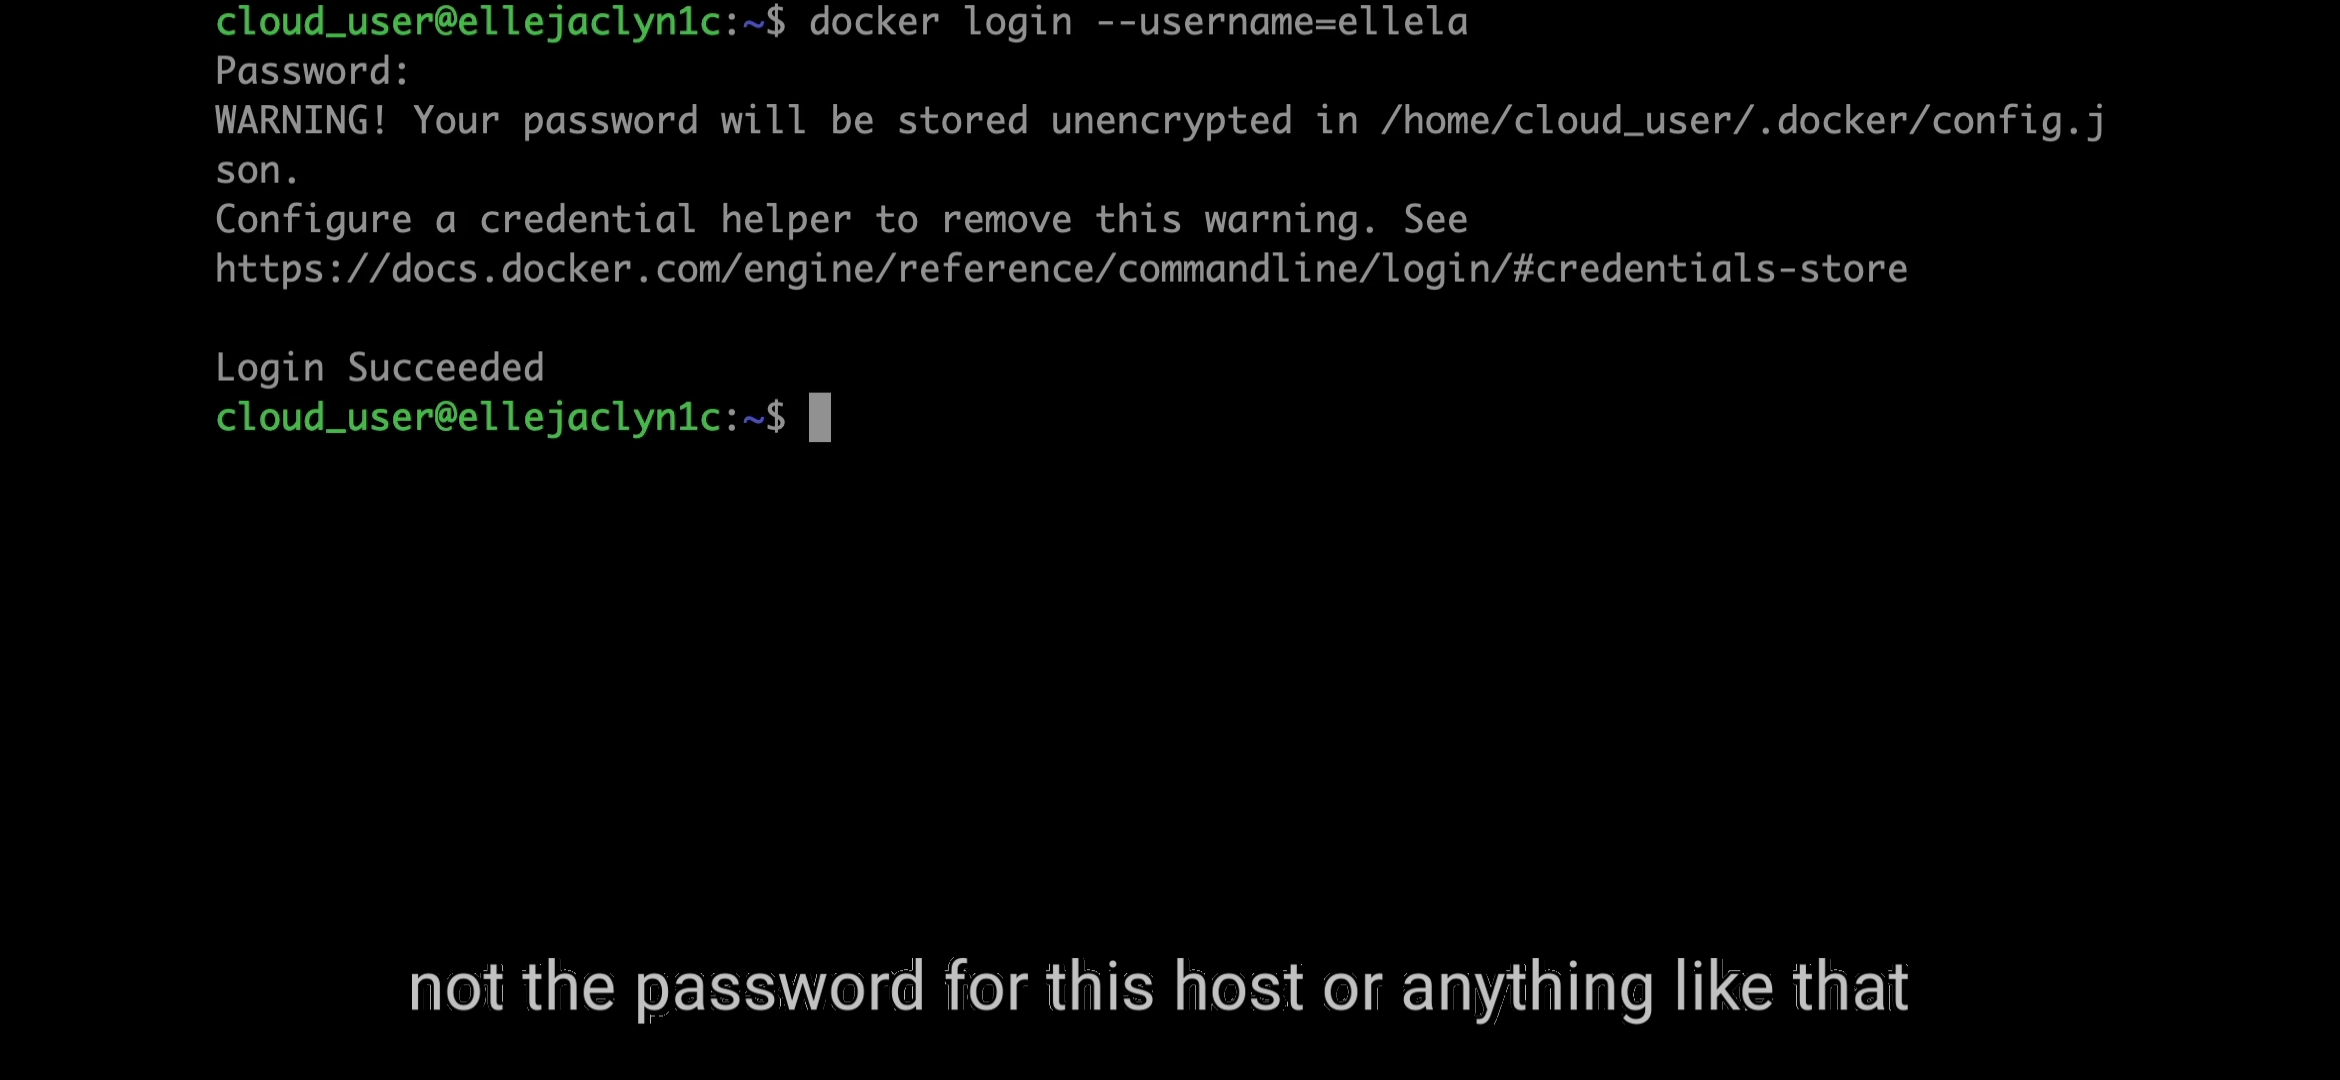 cloud_user@ellejaclyn1c:~$ docker login --username=ellela
Password:
WARNING! Your password will be stored unencrypted in /home/cloud_user/.docker/config.j
son.
Configure a credential helper to remove this warning. See
https://docs.docker.com/engine/reference/commandline/login/#credentials-store
Login Succeeded
cloud_user@ellejaclyn1c:~$
not the password for this host or anything like that